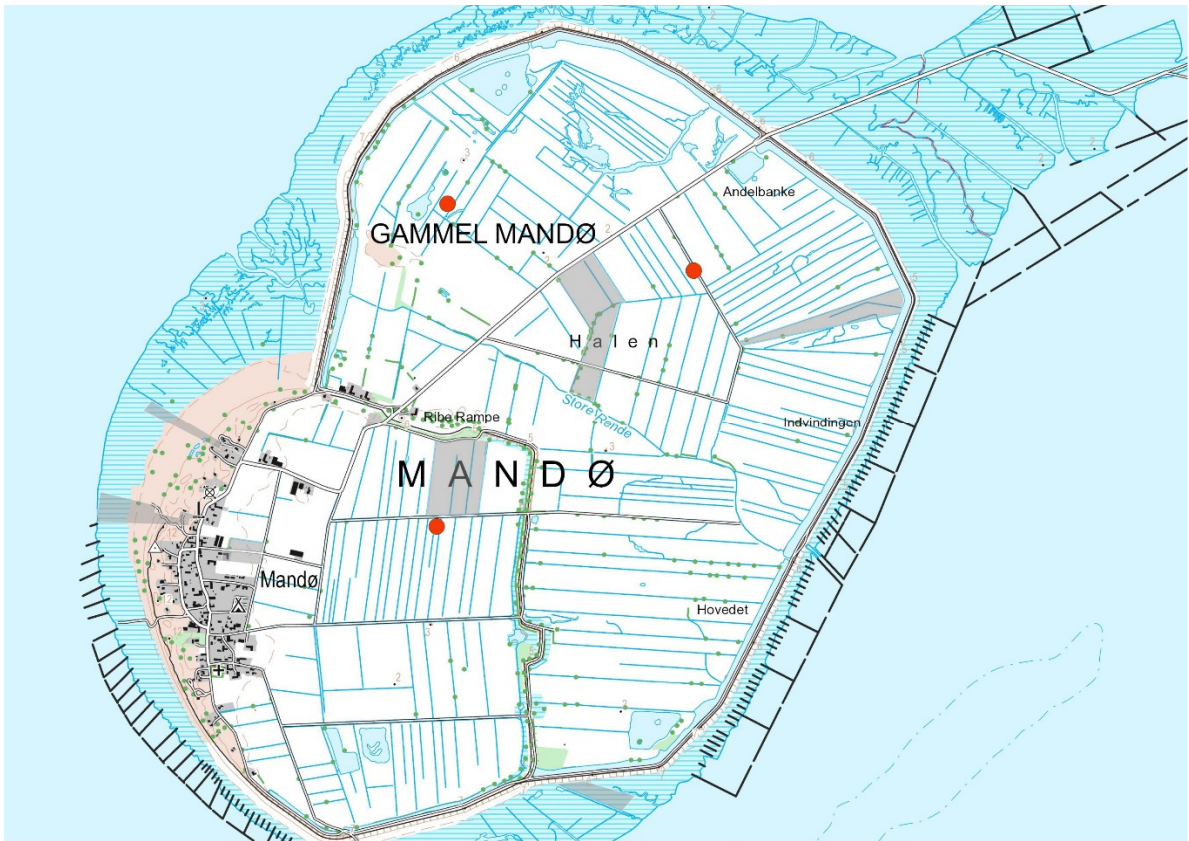 Andelbanke
GAMMEL MANDØ
Halen
Store Rende
Ribe Rampe
Indvindingen
MANDØ
Mandø
Hovedet